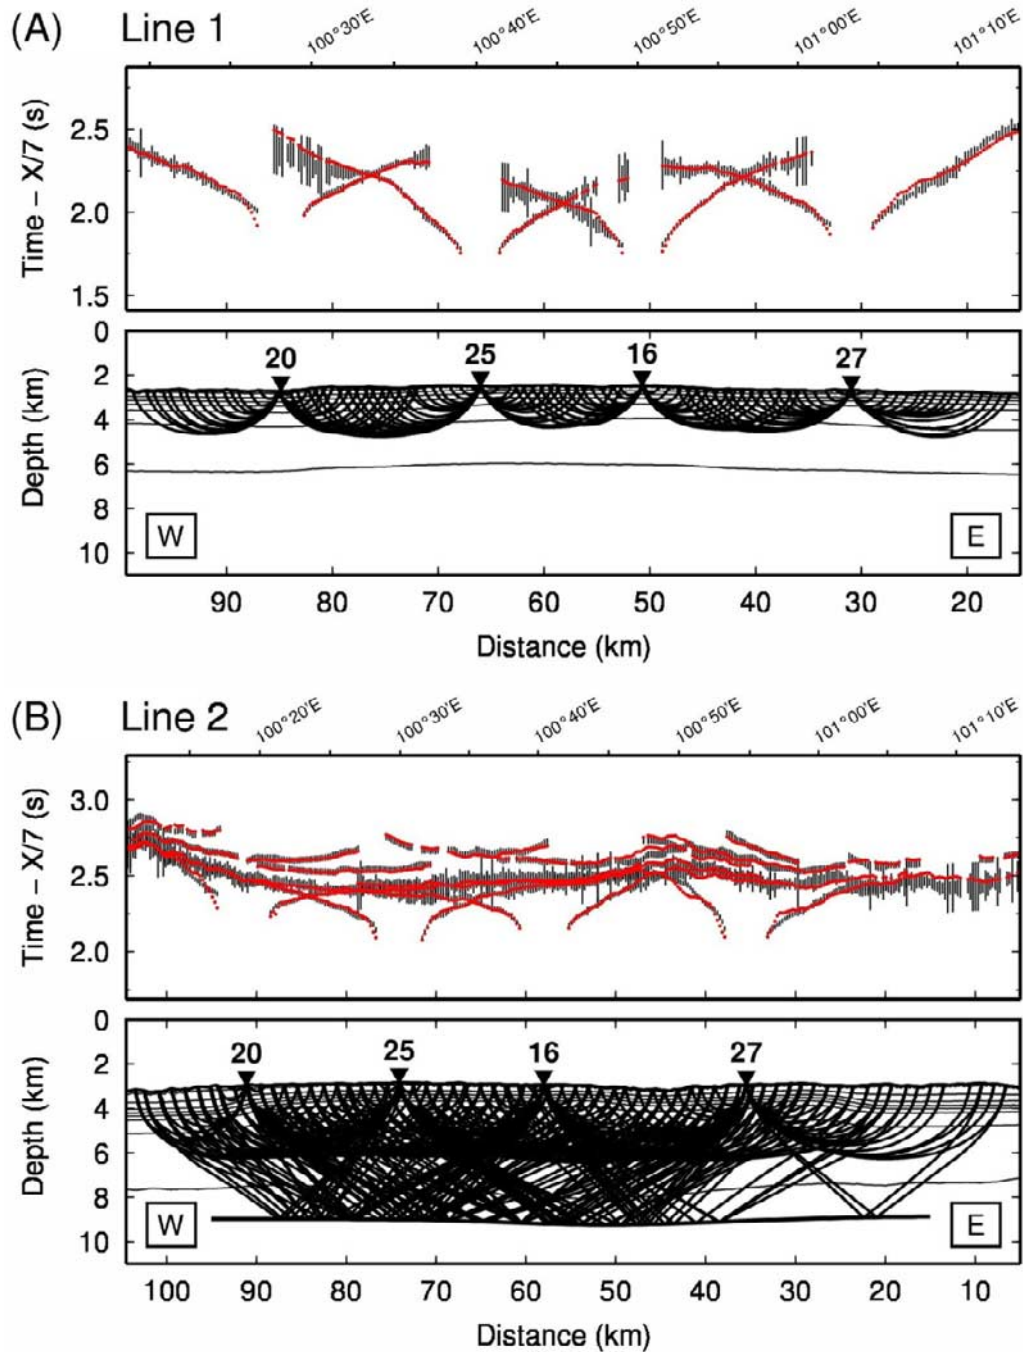 (A) Line 1
100°30'E 100°40'E 100°50'E 101°00'E 101°10'E
Time – X/7 (s)
2.5
2.0
1.5
Depth (km)
0
2
4
6
8
10
20 25 16 27
W E
90 80 70 60 50 40 30 20
Distance (km)
(B) Line 2
100°20'E 100°30'E 100°40'E 100°50'E 101°00'E 101°10'E
Time – X/7 (s)
3.0
2.5
2.0
Depth (km)
0
2
4
6
8
10
20 25 16 27
W E
100 90 80 70 60 50 40 30 20 10
Distance (km)